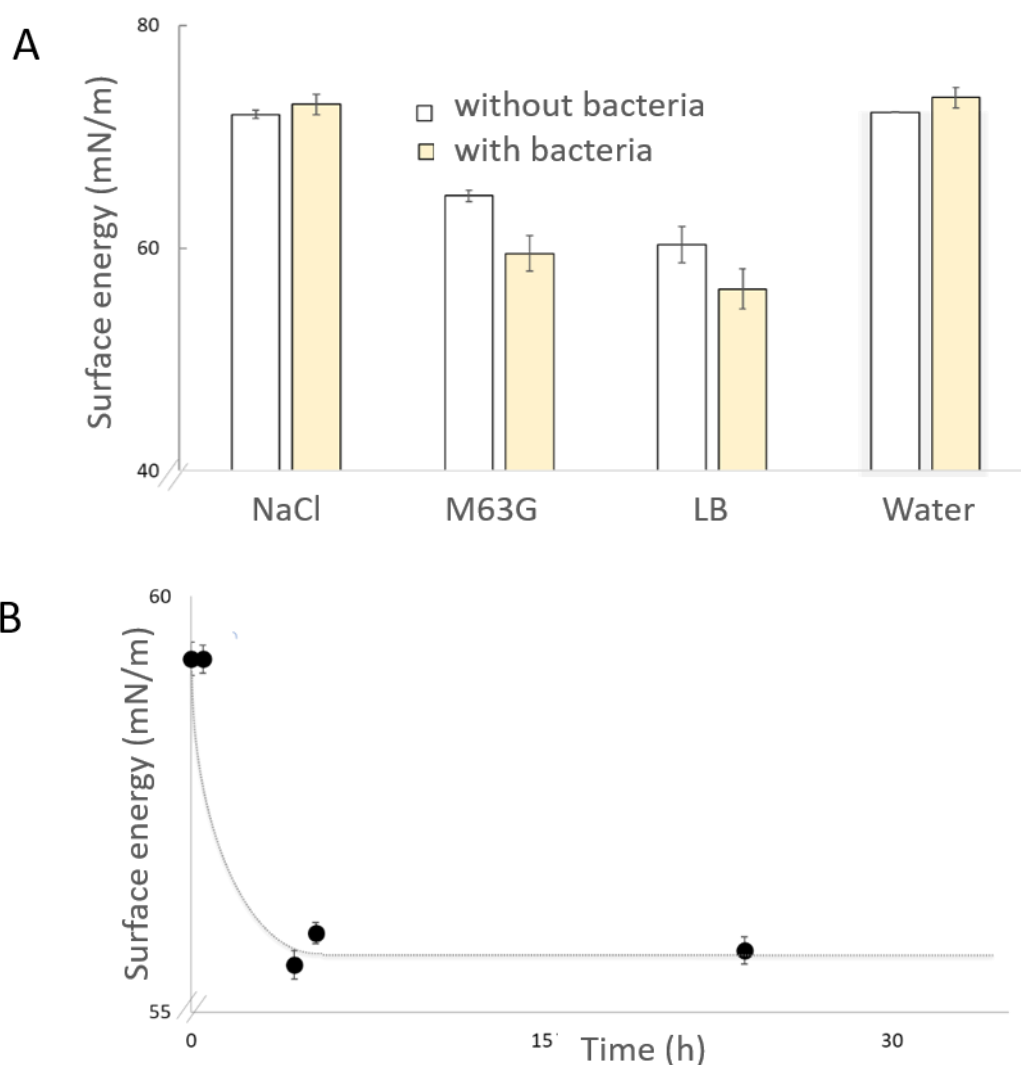 A
80
Surface energy (mN/m)
without bacteria
with bacteria
60
40
NaCl M63G LB Water
B
60
Surface energy (mN/m)
55
0 15 30
Time (h)